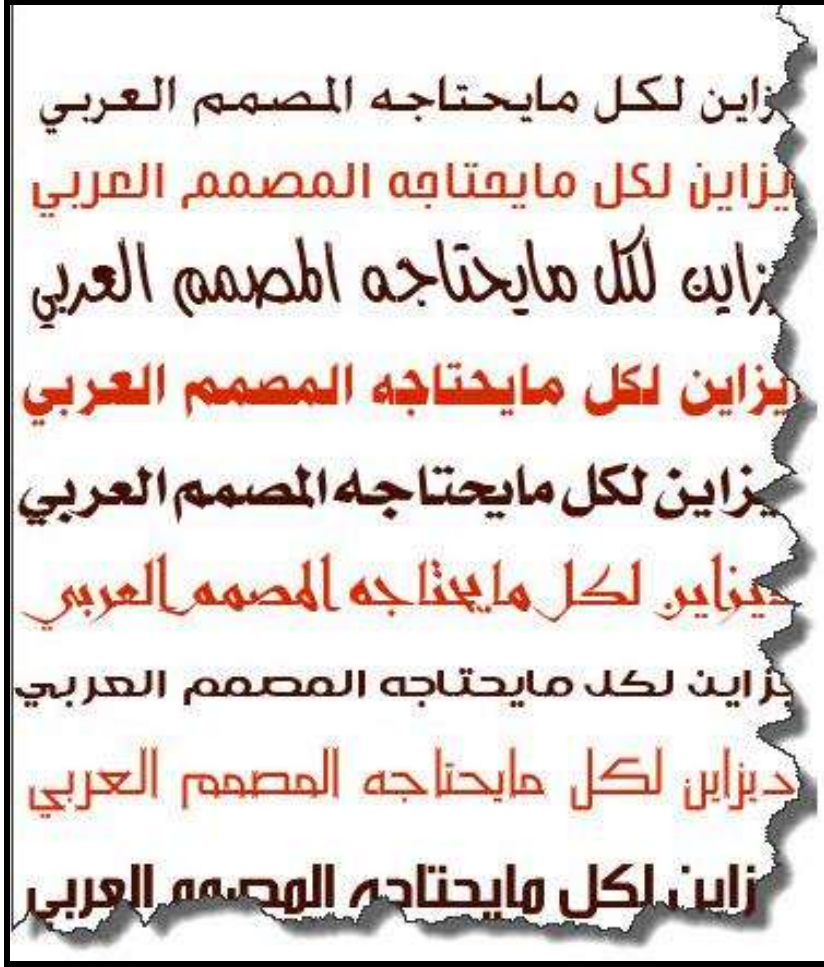 زاين لكل مايحتاجه المصمم العربي
يزاين لكل مايحتاجه المصمم العربي
يزاين لكل مايحتاجه المصمم العربي
يزاين لكل مايحتاجه المصمم العربي
يزاين لكل مايحتاجه المصمم العربي
ديزاين لكل مايحتاجه المصمم العربي
يزاين لكل مايحتاجه المصمم العربي
ديزاين لكل مايحتاجه المصمم العربي
زاين لكل مايحتاجه المصمم العربي